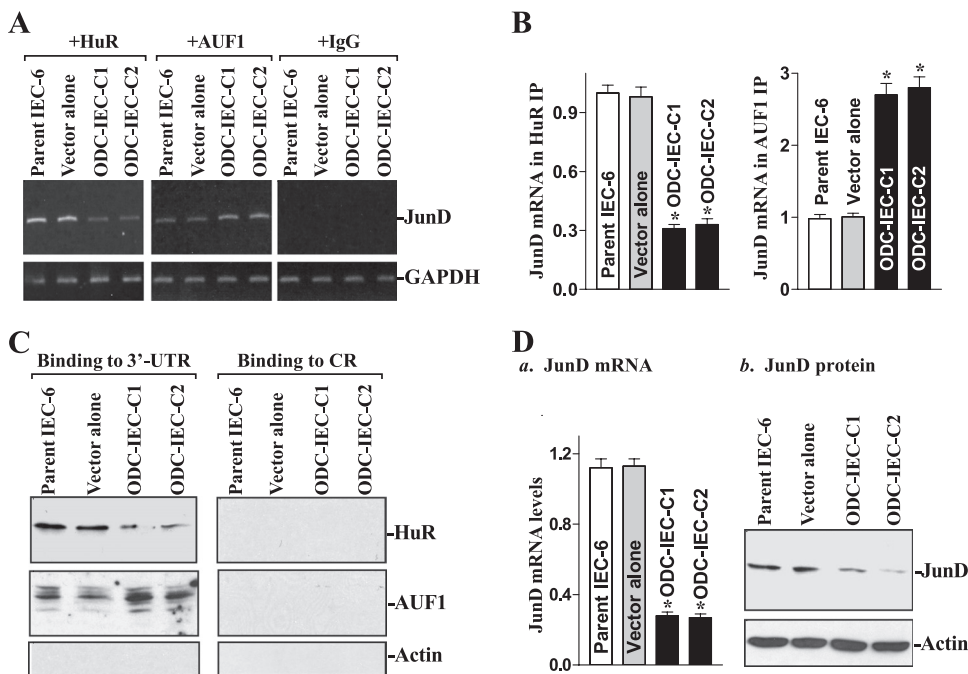 A
+HuR +AUF1 +IgG
Parent IEC-6
Vector alone
ODC-IEC-C1
ODC-IEC-C2
Parent IEC-6
Vector alone
ODC-IEC-C1
ODC-IEC-C2
Parent IEC-6
Vector alone
ODC-IEC-C1
ODC-IEC-C2
-JunD
-GAPDH
B
JunD mRNA in HuR IP
0.9
0.6
0.3
0.0
Parent IEC-6
Vector alone
* ODC-IEC-C1
* ODC-IEC-C2
JunD mRNA in AUF1 IP
3
2
1
0
Parent IEC-6
Vector alone
* ODC-IEC-C1
* ODC-IEC-C2
C
Binding to 3’-UTR Binding to CR
Parent IEC-6
Vector alone
ODC-IEC-C1
ODC-IEC-C2
Parent IEC-6
Vector alone
ODC-IEC-C1
ODC-IEC-C2
-HuR
-AUF1
-Actin
D
a. JunD mRNA
JunD mRNA levels
1.2
0.8
0.4
0.0
Parent IEC-6
Vector alone
* ODC-IEC-C1
* ODC-IEC-C2
b. JunD protein
Parent IEC-6
Vector alone
ODC-IEC-C1
ODC-IEC-C2
-JunD
-Actin